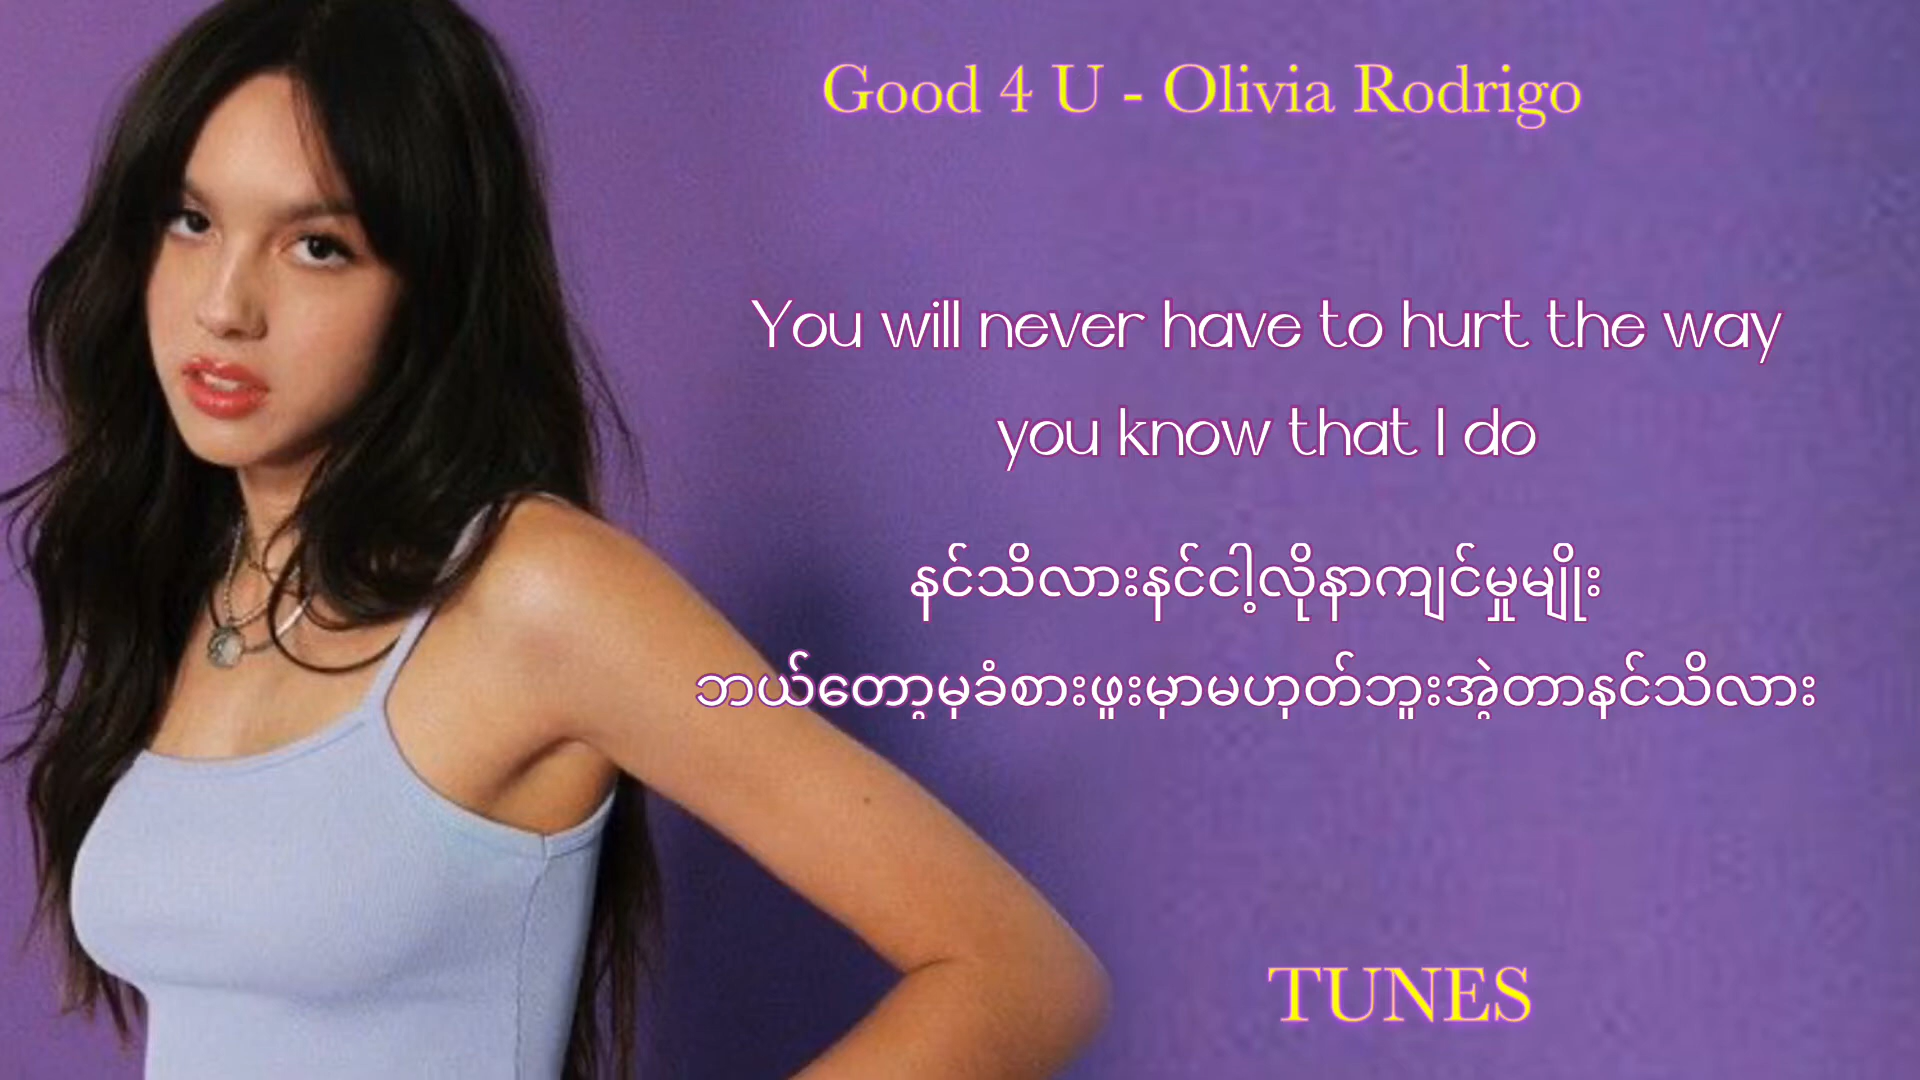 Good 4 U - Olivia Rodrigo
You will never have to hurt the way
you know that I do
နင်သိလားနင်ငါ့လိုနာကျင်မှုမျိုး
ဘယ်တော့မှခံစားဖူးမှာမဟုတ်ဘူးအဲ့တာနင်သိလား
TUNES